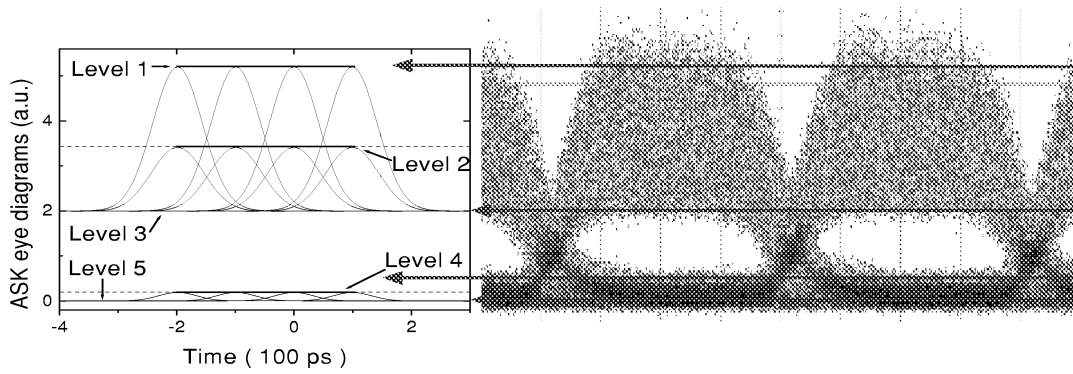 ASK eye diagrams (a.u.)
Level 1
4
Level 2
2
Level 3
Level 5
Level 4
0
-4
-2
0
2
Time ( 100 ps )